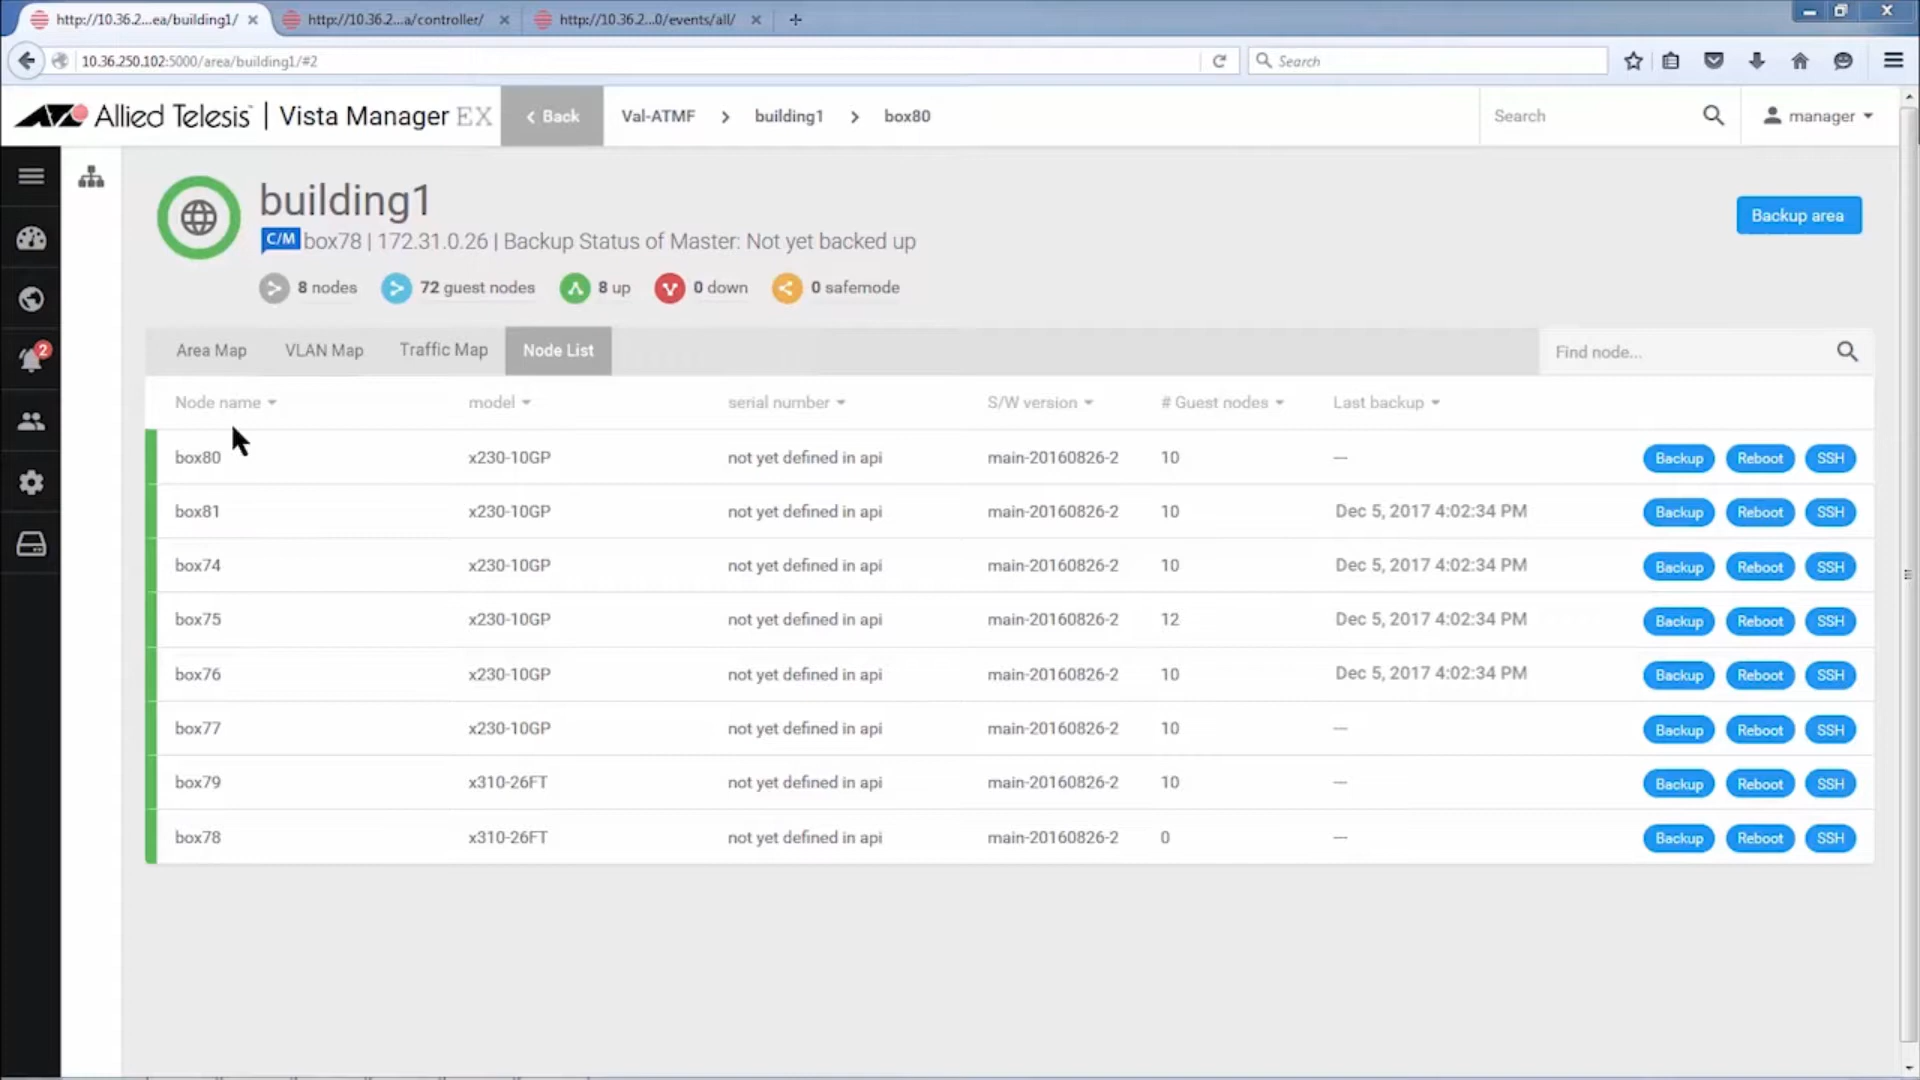 http://10.36.2...ea/building1/
http://10.36.2...a/controller/
http://10.36.2...0/events/all/
10.36.250.102:5000/area/building1/#2
Search
Allied Telesis | Vista Manager EX
Back
Val-ATMF
building1
box80
Search
manager
building1
Backup area
C/M box78 | 172.31.0.26 | Backup Status of Master: Not yet backed up
8 nodes
72 guest nodes
8 up
0 down
0 safemode
2
Area Map
VLAN Map
Traffic Map
Node List
Find node...
Node name model serial number S/W version # Guest nodes Last backup
box80 x230-10GP not yet defined in api main-20160826-2 10 — Backup Reboot SSH
box81 x230-10GP not yet defined in api main-20160826-2 10 Dec 5, 2017 4:02:34 PM Backup Reboot SSH
box74 x230-10GP not yet defined in api main-20160826-2 10 Dec 5, 2017 4:02:34 PM Backup Reboot SSH
box75 x230-10GP not yet defined in api main-20160826-2 12 Dec 5, 2017 4:02:34 PM Backup Reboot SSH
box76 x230-10GP not yet defined in api main-20160826-2 10 Dec 5, 2017 4:02:34 PM Backup Reboot SSH
box77 x230-10GP not yet defined in api main-20160826-2 10 — Backup Reboot SSH
box79 x310-26FT not yet defined in api main-20160826-2 10 — Backup Reboot SSH
box78 x310-26FT not yet defined in api main-20160826-2 0 — Backup Reboot SSH